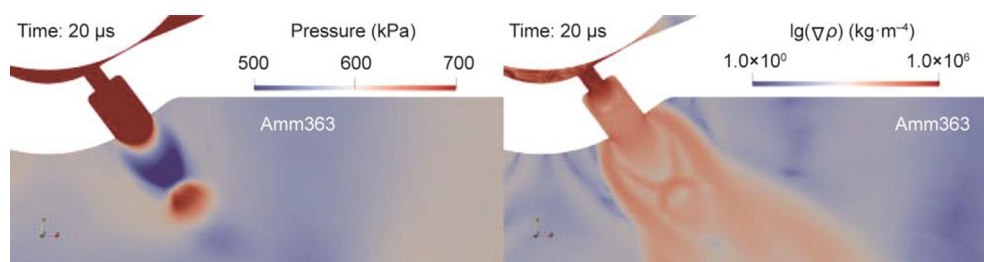 Time: 20 μs
Pressure (kPa)
500 600 700
Amm363
Time: 20 μs
lg(∇ρ) (kg·m⁻⁴)
1.0×10⁰ 1.0×10⁶
Amm363